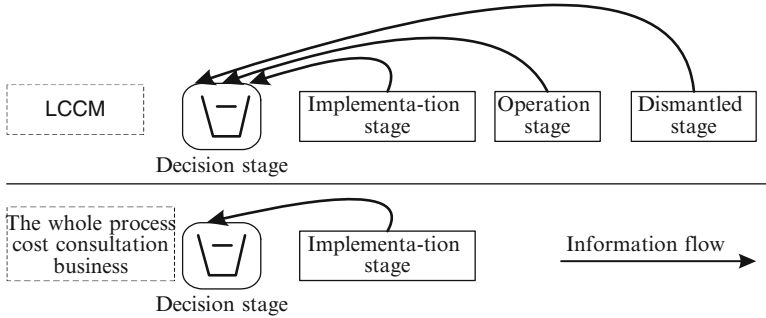 LCCM
Implementa-tion
stage
Operation
stage
Dismantled
stage
Decision stage
The whole process
cost consultation
business
Implementa-tion
stage
Information flow
Decision stage